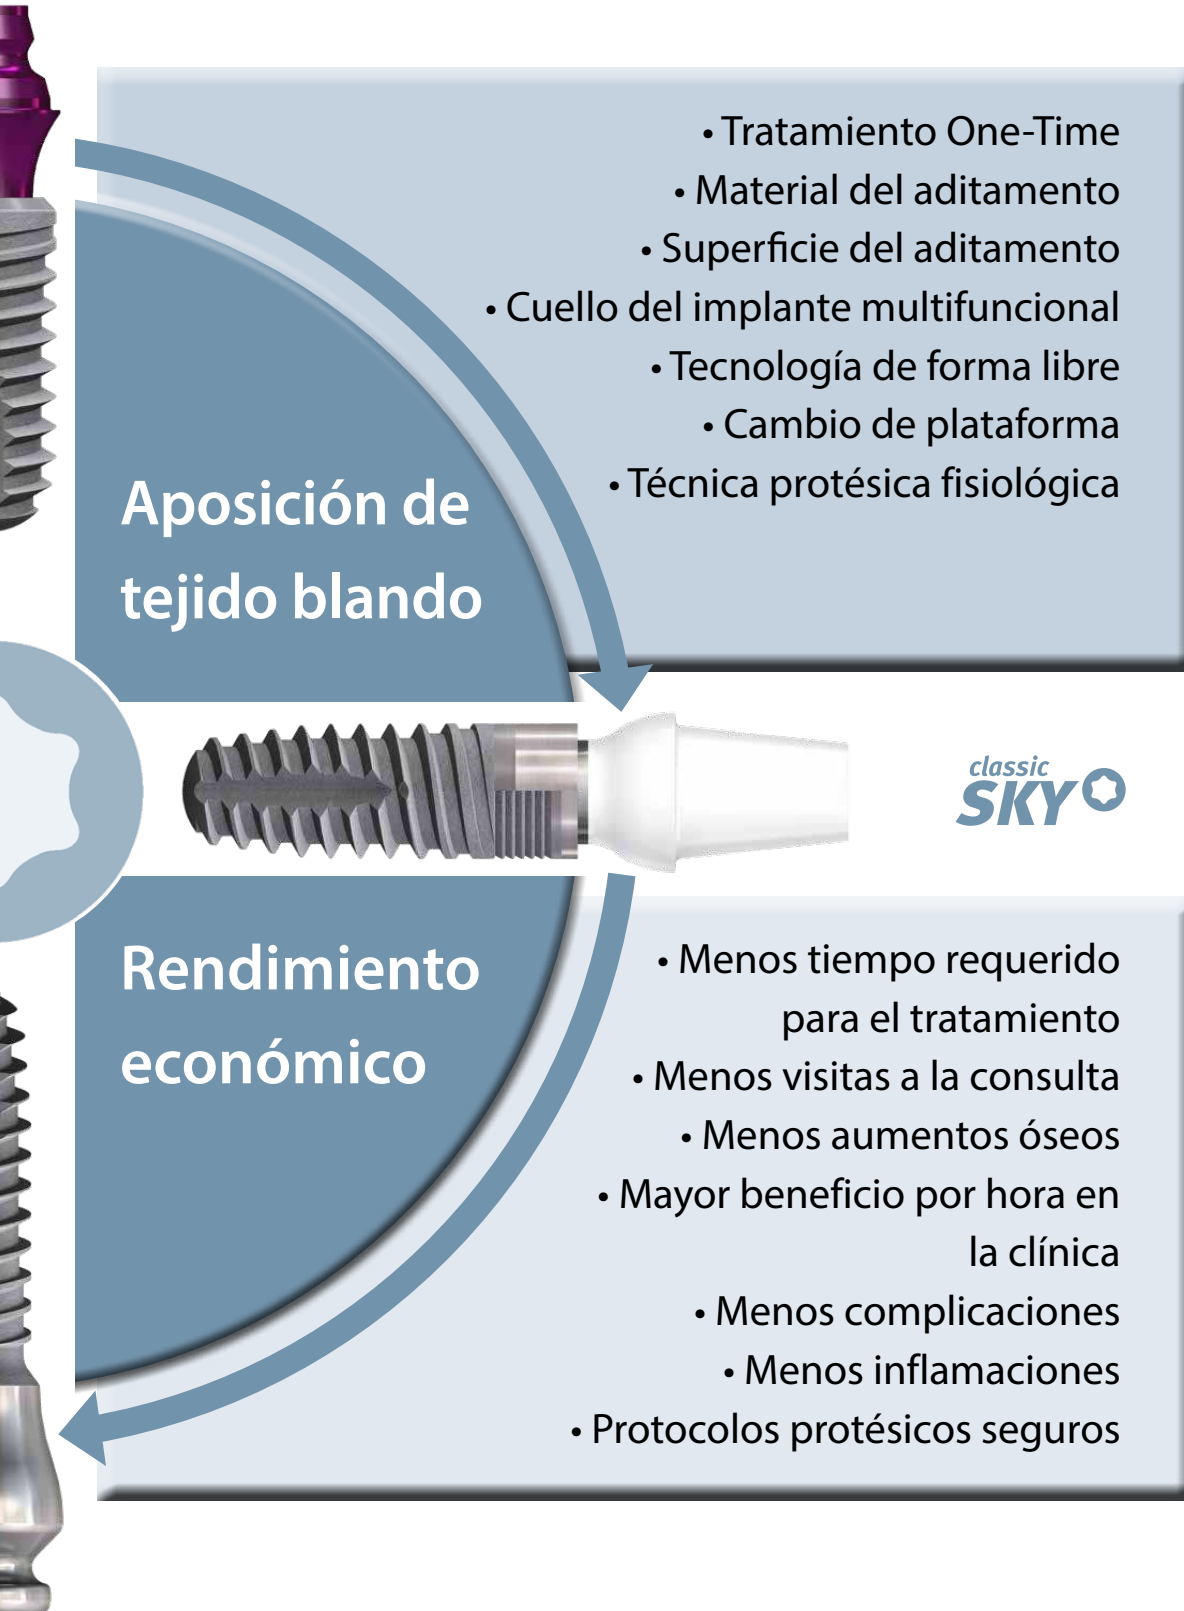 • Tratamiento One-Time
• Material del aditamento
• Superficie del aditamento
• Cuello del implante multifuncional
• Tecnología de forma libre
• Cambio de plataforma
• Técnica protésica fisiológica
Aposición de
tejido blando
classic
SKY
Rendimiento
económico
• Menos tiempo requerido
para el tratamiento
• Menos visitas a la consulta
• Menos aumentos óseos
• Mayor beneficio por hora en
la clínica
• Menos complicaciones
• Menos inflamaciones
• Protocolos protésicos seguros